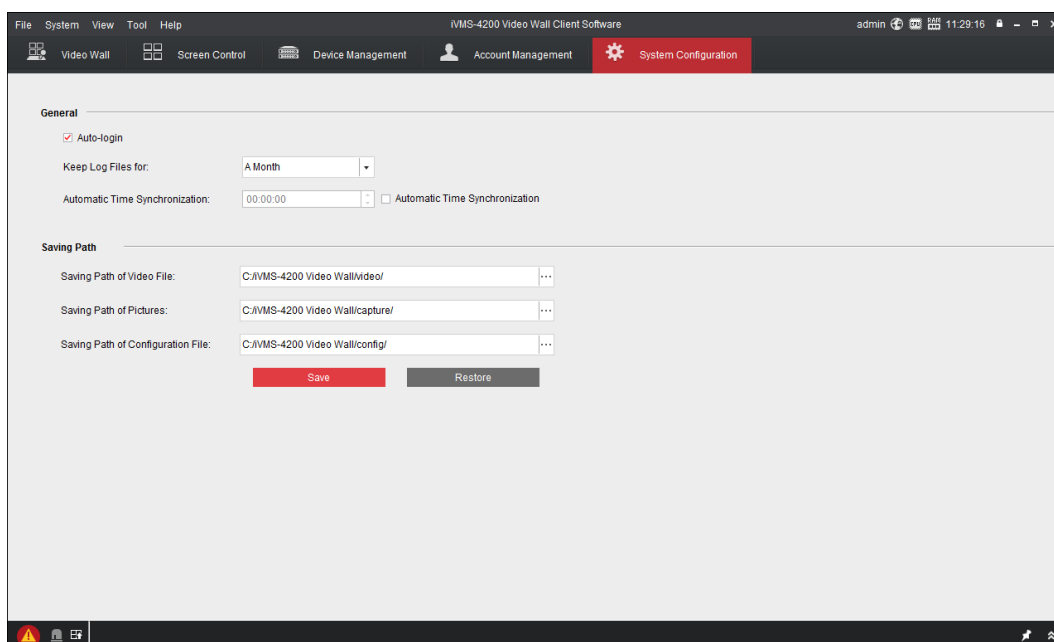 File System View Tool Help iVMS-4200 Video Wall Client Software admin CPU RAM 11:29:16
Video Wall Screen Control Device Management Account Management System Configuration
General
Auto-login
Keep Log Files for: A Month
Automatic Time Synchronization: 00:00:00 Automatic Time Synchronization
Saving Path
Saving Path of Video File: C:/iVMS-4200 Video Wall/video/ ...
Saving Path of Pictures: C:/iVMS-4200 Video Wall/capture/ ...
Saving Path of Configuration File: C:/iVMS-4200 Video Wall/config/ ...
Save Restore